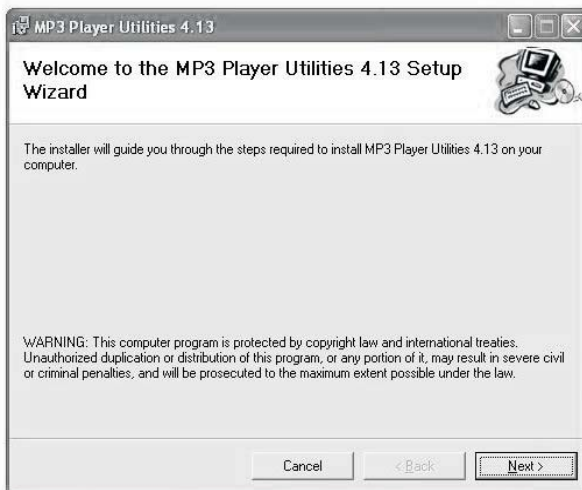 MP3 Player Utilities 4.13
Welcome to the MP3 Player Utilities 4.13 Setup
Wizard
The installer will guide you through the steps required to install MP3 Player Utilities 4.13 on your
computer.
WARNING: This computer program is protected by copyright law and international treaties.
Unauthorized duplication or distribution of this program, or any portion of it, may result in severe civil
or criminal penalties, and will be prosecuted to the maximum extent possible under the law.
Cancel
< Back
Next >